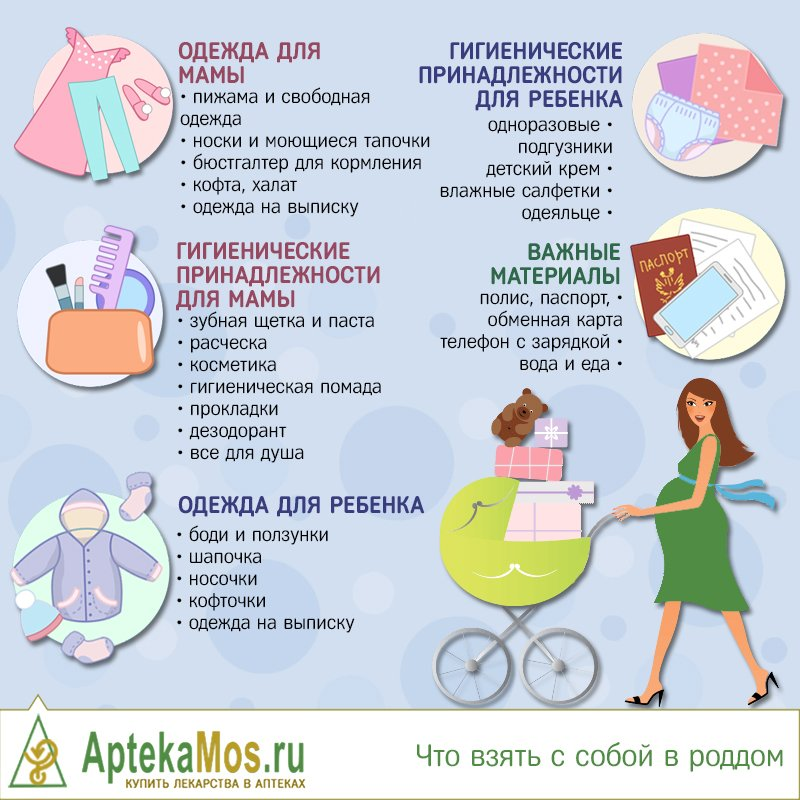 ОДЕЖДА ДЛЯ
МАМЫ
• пижама и свободная
одежда
• носки и моющиеся тапочки
• бюстгалтер для кормления
• кофта, халат
• одежда на выписку
ГИГИЕНИЧЕСКИЕ
ПРИНАДЛЕЖНОСТИ
ДЛЯ РЕБЕНКА
одноразовые •
подгузники
детский крем •
влажные салфетки •
одеяльце •
ГИГИЕНИЧЕСКИЕ
ПРИНАДЛЕЖНОСТИ
ДЛЯ МАМЫ
• зубная щетка и паста
• расческа
• косметика
• гигиеническая помада
• прокладки
• дезодорант
• все для душа
ВАЖНЫЕ
МАТЕРИАЛЫ
полис, паспорт, •
обменная карта
телефон с зарядкой •
вода и еда •
ПАСПОРТ
ОДЕЖДА ДЛЯ РЕБЕНКА
• боди и ползунки
• шапочка
• носочки
• кофточки
• одежда на выписку
AptekaMos.ru
КУПИТЬ ЛЕКАРСТВА В АПТЕКАХ
Что взять с собой в роддом